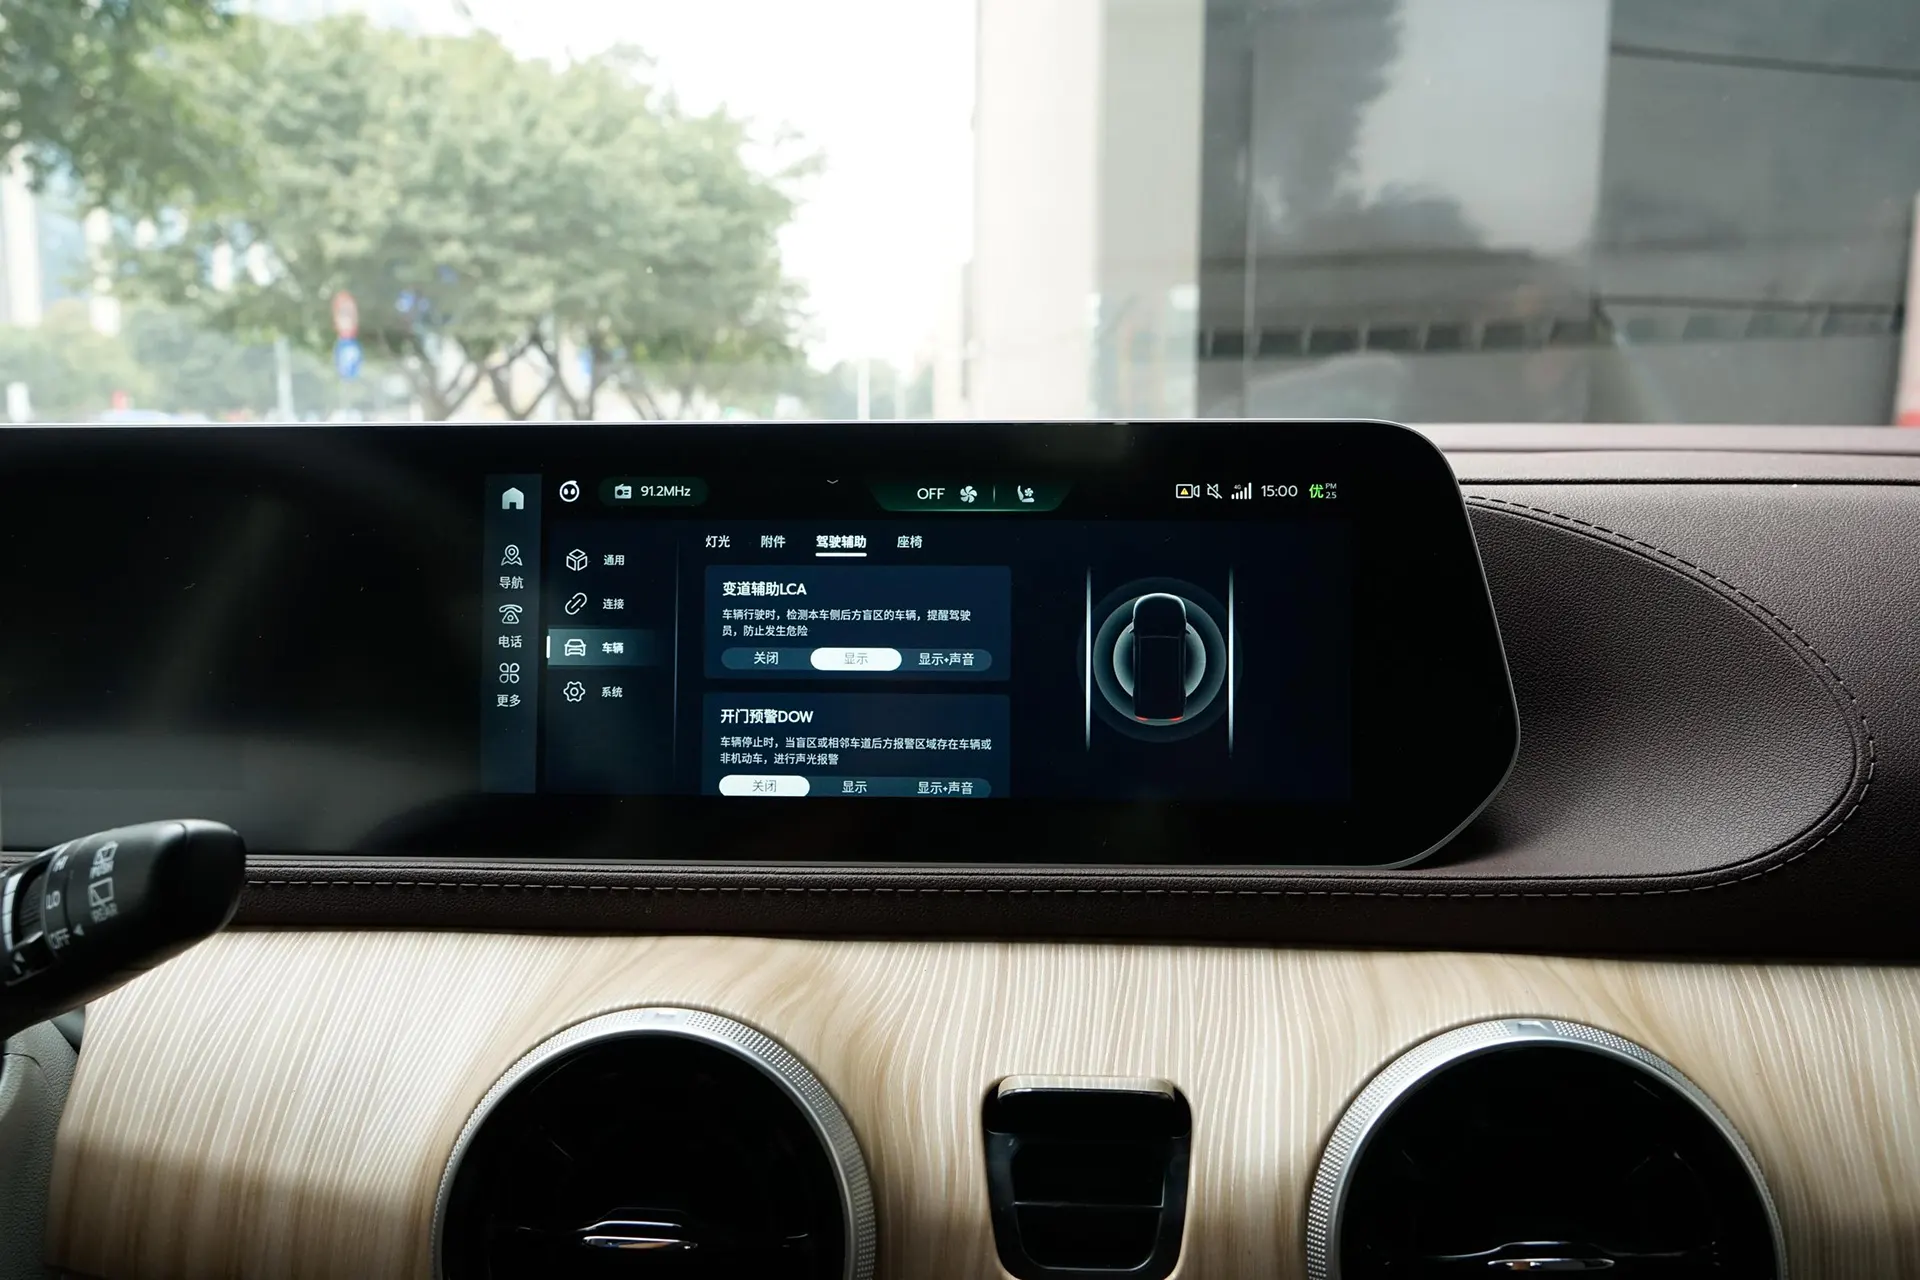 91.2MHz
OFF
4G
15:00
优
PM
2.5
导航
电话
更多
通用
连接
车辆
系统
灯光
附件
驾驶辅助
座椅
变道辅助LCA
车辆行驶时，检测本车侧后方盲区的车辆，提醒驾驶
员，防止发生危险
关闭
显示
显示+声音
开门预警DOW
车辆停止时，当盲区或相邻车道后方报警区域存在车辆或
非机动车，进行声光报警
关闭
显示
显示+声音
LO
OFF
REAR